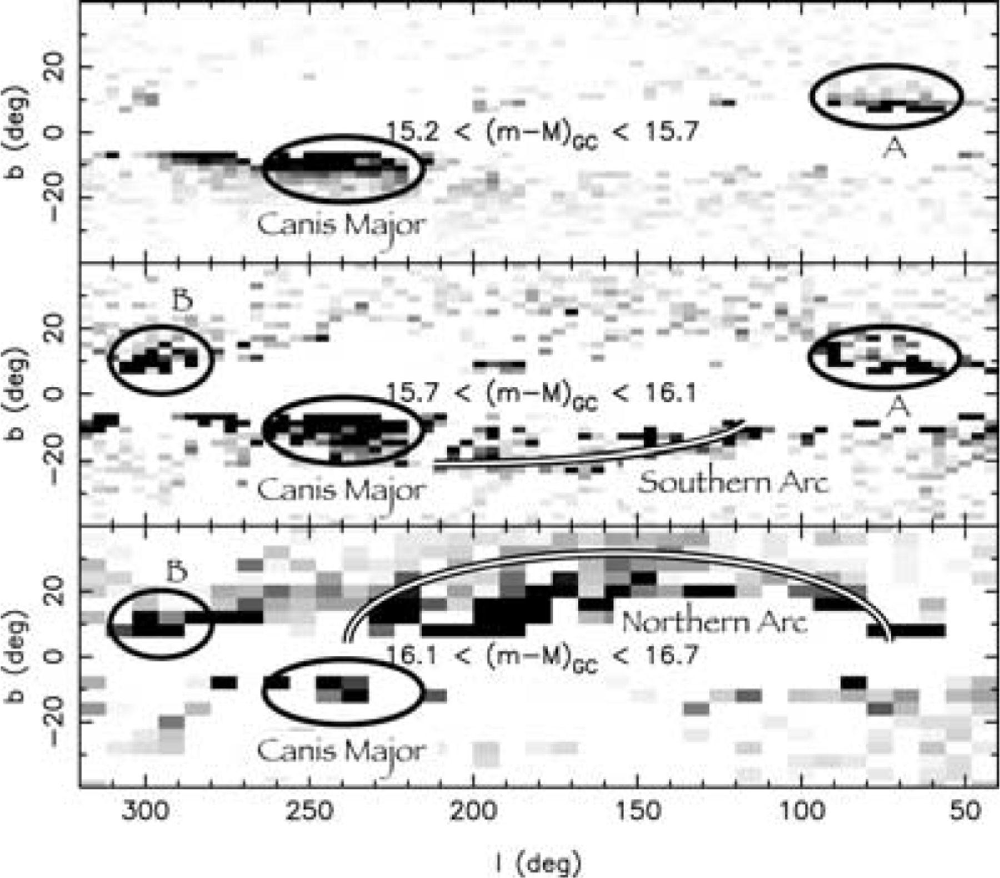 20
0
−20
b (deg)
15.2 < (m−M)GC < 15.7
A
Canis Major
B
20
0
−20
b (deg)
15.7 < (m−M)GC < 16.1
A
Canis Major
Southern Arc
B
20
0
−20
b (deg)
Northern Arc
16.1 < (m−M)GC < 16.7
Canis Major
300 250 200 150 100 50
l (deg)